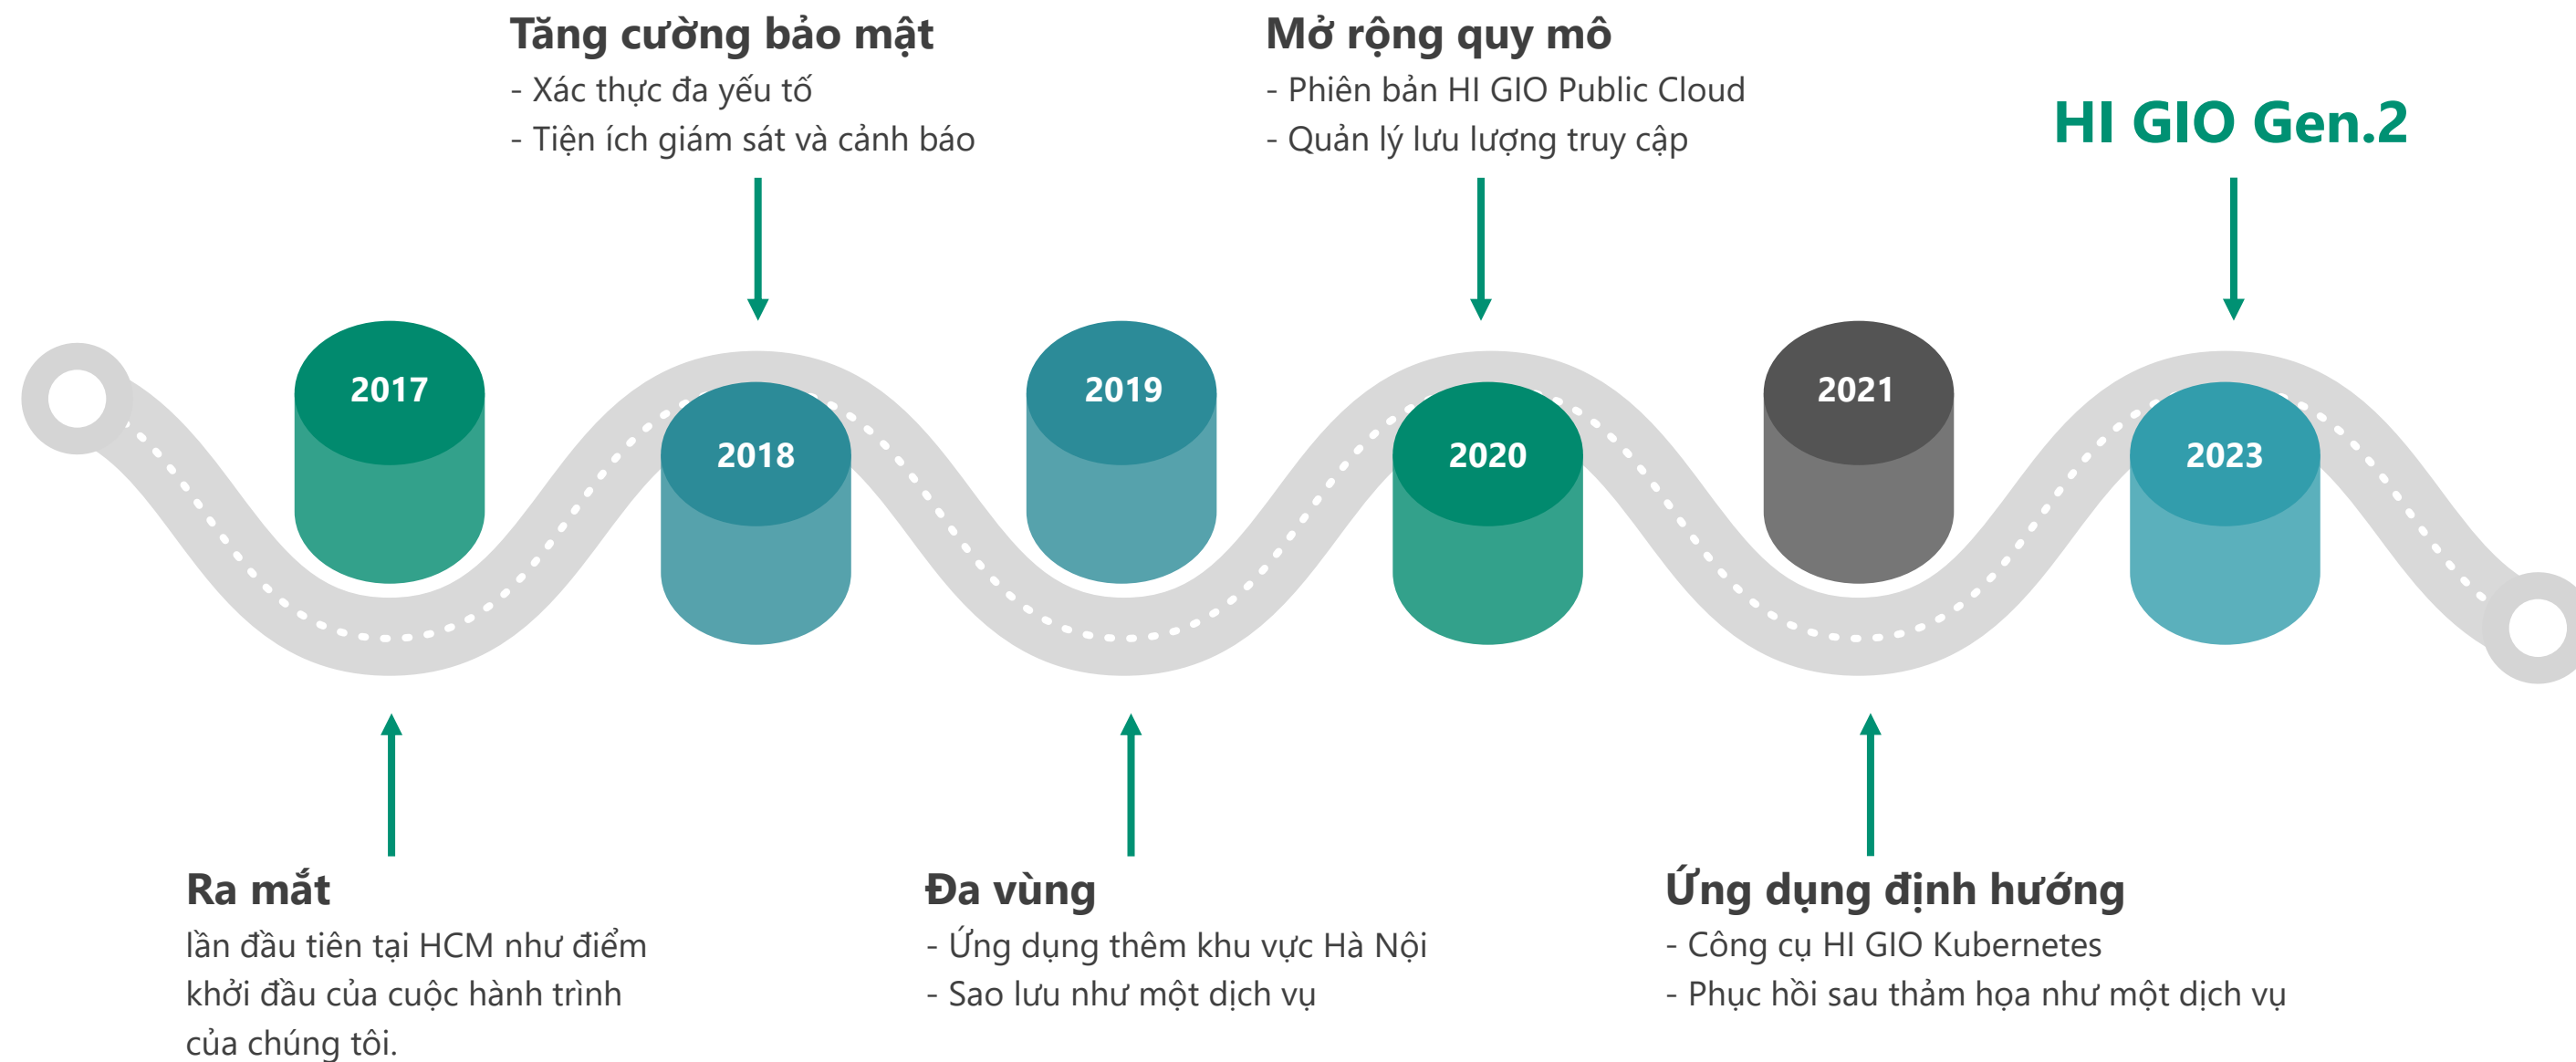 Tăng cường bảo mật
- Xác thực đa yếu tố
- Tiện ích giám sát và cảnh báo
Mở rộng quy mô
- Phiên bản HI GIO Public Cloud
- Quản lý lưu lượng truy cập
HI GIO Gen.2
2017
2018
2019
2020
2021
2023
Ra mắt
lần đầu tiên tại HCM như điểm
khởi đầu của cuộc hành trình
của chúng tôi.
Đa vùng
- Ứng dụng thêm khu vực Hà Nội
- Sao lưu như một dịch vụ
Ứng dụng định hướng
- Công cụ HI GIO Kubernetes
- Phục hồi sau thảm họa như một dịch vụ